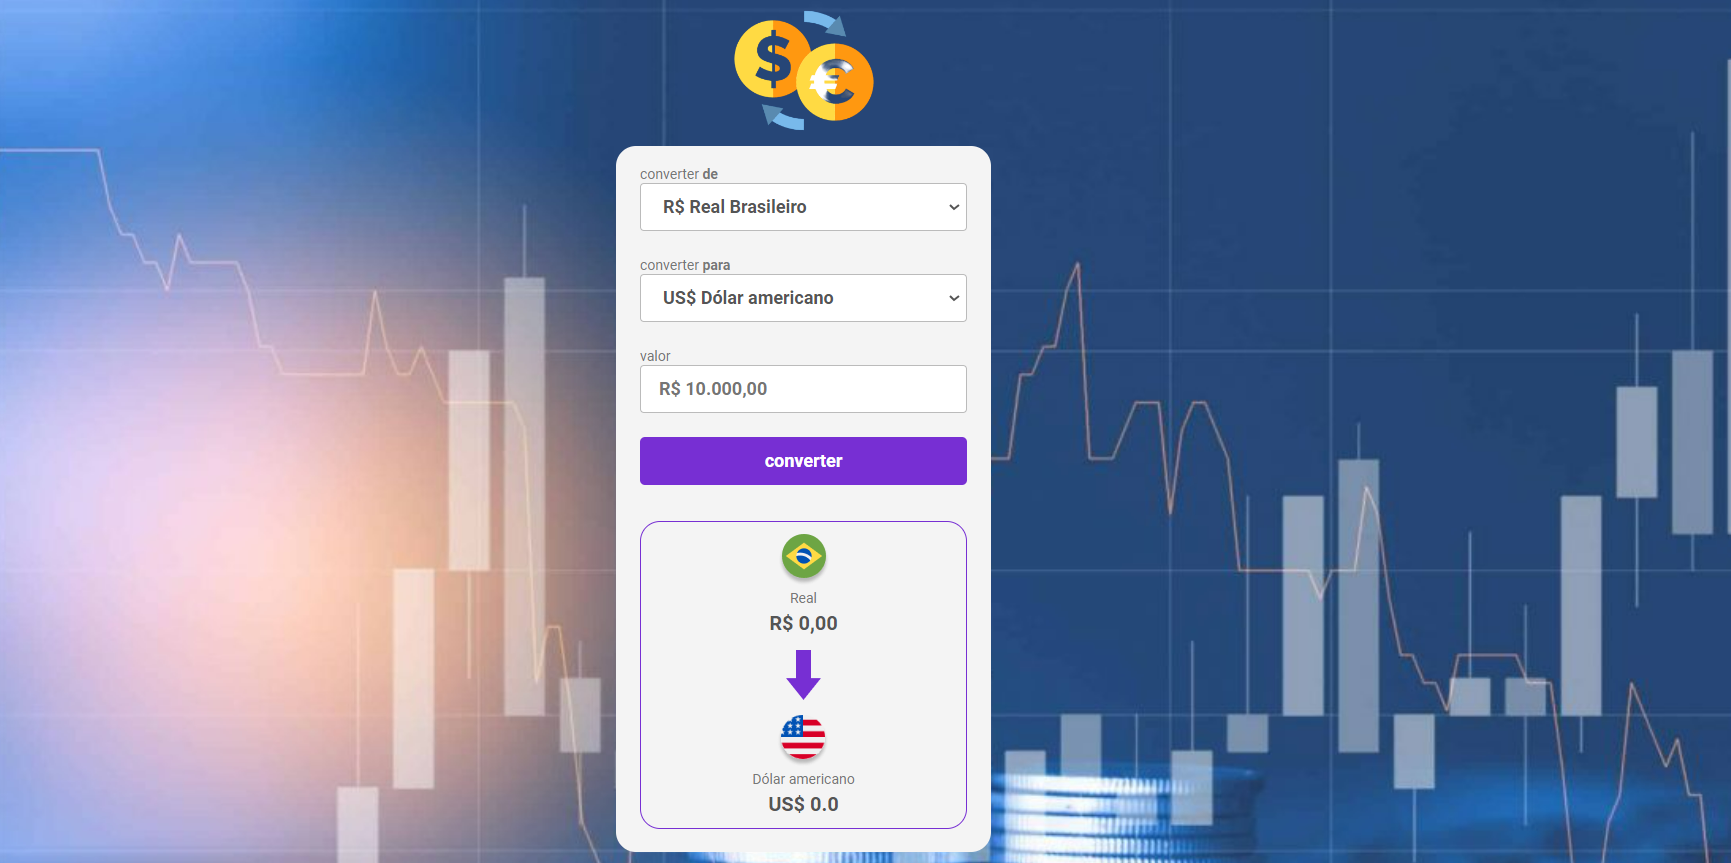 $ €
converter de
R$ Real Brasileiro
converter para
US$ Dólar americano
valor
R$ 10.000,00
converter
Real
R$ 0,00
Dólar americano
US$ 0.0